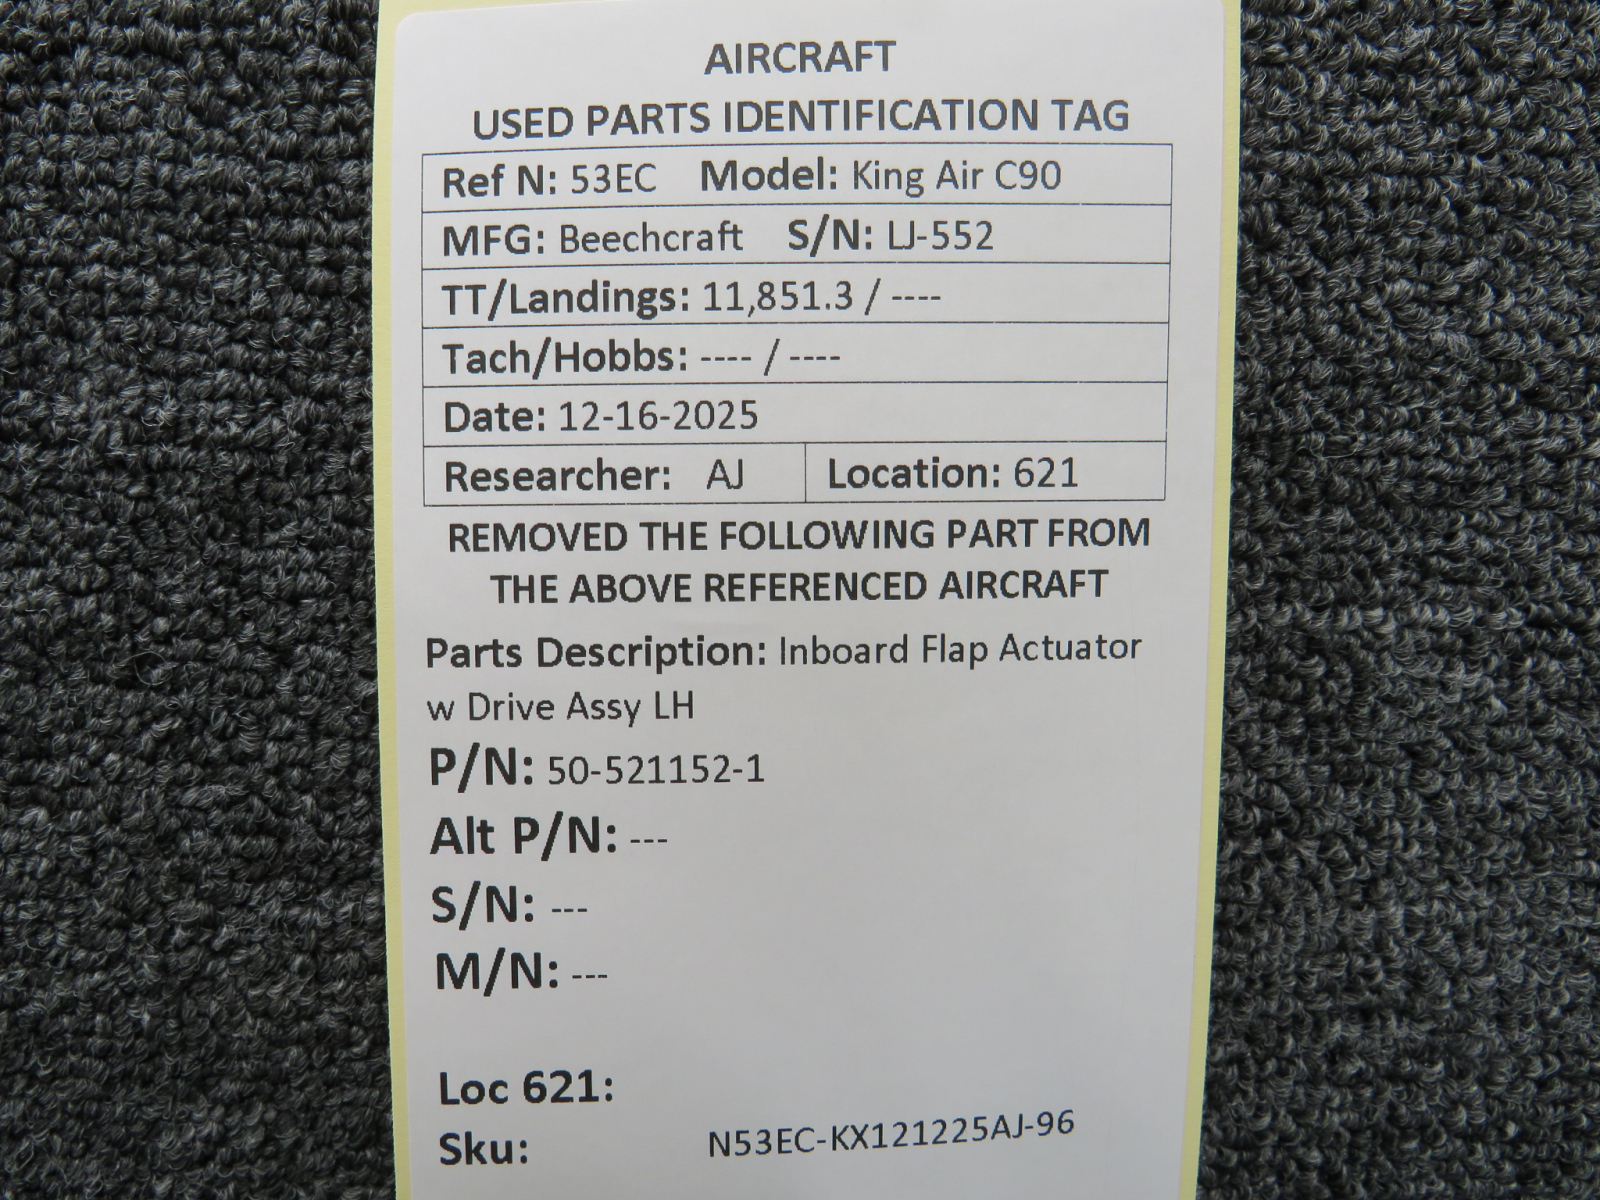 AIRCRAFT
USED PARTS IDENTIFICATION TAG
Ref N: 53EC Model: King Air C90
MFG: Beechcraft S/N: LJ-552
TT/Landings: 11,851.3 / ----
Tach/Hobbs: ---- / ----
Date: 12-16-2025
Researcher: AJ Location: 621
REMOVED THE FOLLOWING PART FROM
THE ABOVE REFERENCED AIRCRAFT
Parts Description: Inboard Flap Actuator
w Drive Assy LH
P/N: 50-521152-1
Alt P/N: ---
S/N: ---
M/N: ---
Loc 621:
Sku: N53EC-KX121225AJ-96